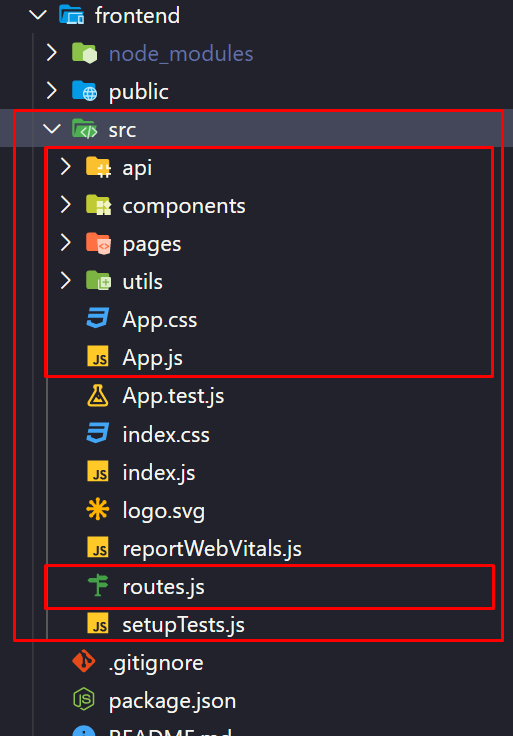 frontend
node_modules
public
src
api
components
pages
utils
App.css
JS App.js
App.test.js
index.css
JS index.js
logo.svg
JS reportWebVitals.js
routes.js
JS setupTests.js
.gitignore
package.json
README.md